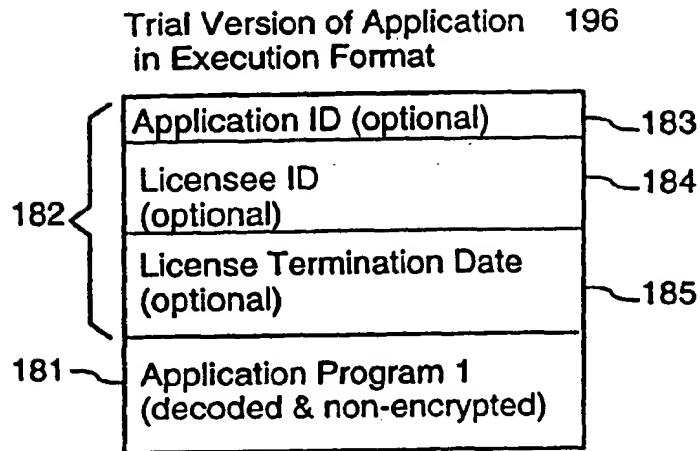 Trial Version of Application 196
in Execution Format
Application ID (optional) 183
Licensee ID 184
(optional)
182
License Termination Date
(optional) 185
181 Application Program 1
(decoded & non-encrypted)